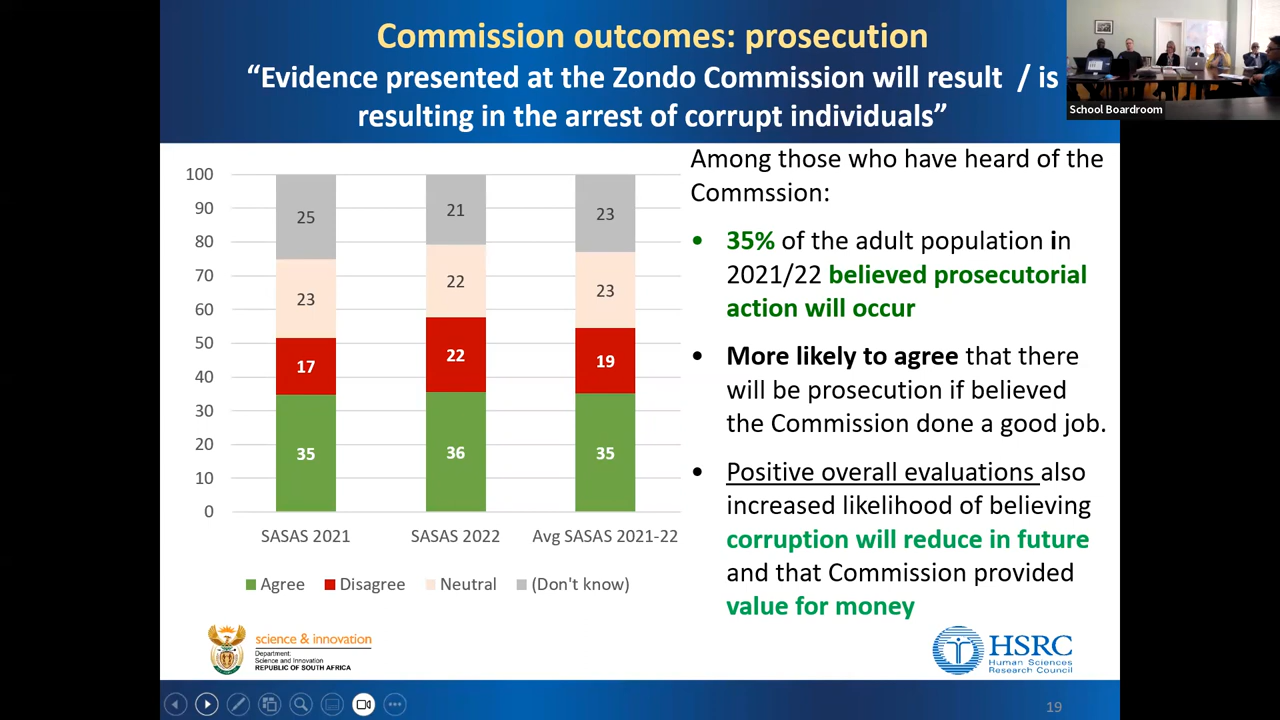 Commission outcomes: prosecution
“Evidence presented at the Zondo Commission will result / is
resulting in the arrest of corrupt individuals”
School Boardroom
100
90
80
70
60
50
40
30
20
10
0
25
23
17
35
21
22
22
36
23
23
19
35
SASAS 2021
SASAS 2022
Avg SASAS 2021-22
Agree
Disagree
Neutral
(Don't know)
Among those who have heard of the
Commssion:
• 35% of the adult population in
2021/22 believed prosecutorial
action will occur
• More likely to agree that there
will be prosecution if believed
the Commission done a good job.
• Positive overall evaluations also
increased likelihood of believing
corruption will reduce in future
and that Commission provided
value for money
science & innovation
Department:
Science and Innovation
REPUBLIC OF SOUTH AFRICA
HSRC
Human Sciences
Research Council
19